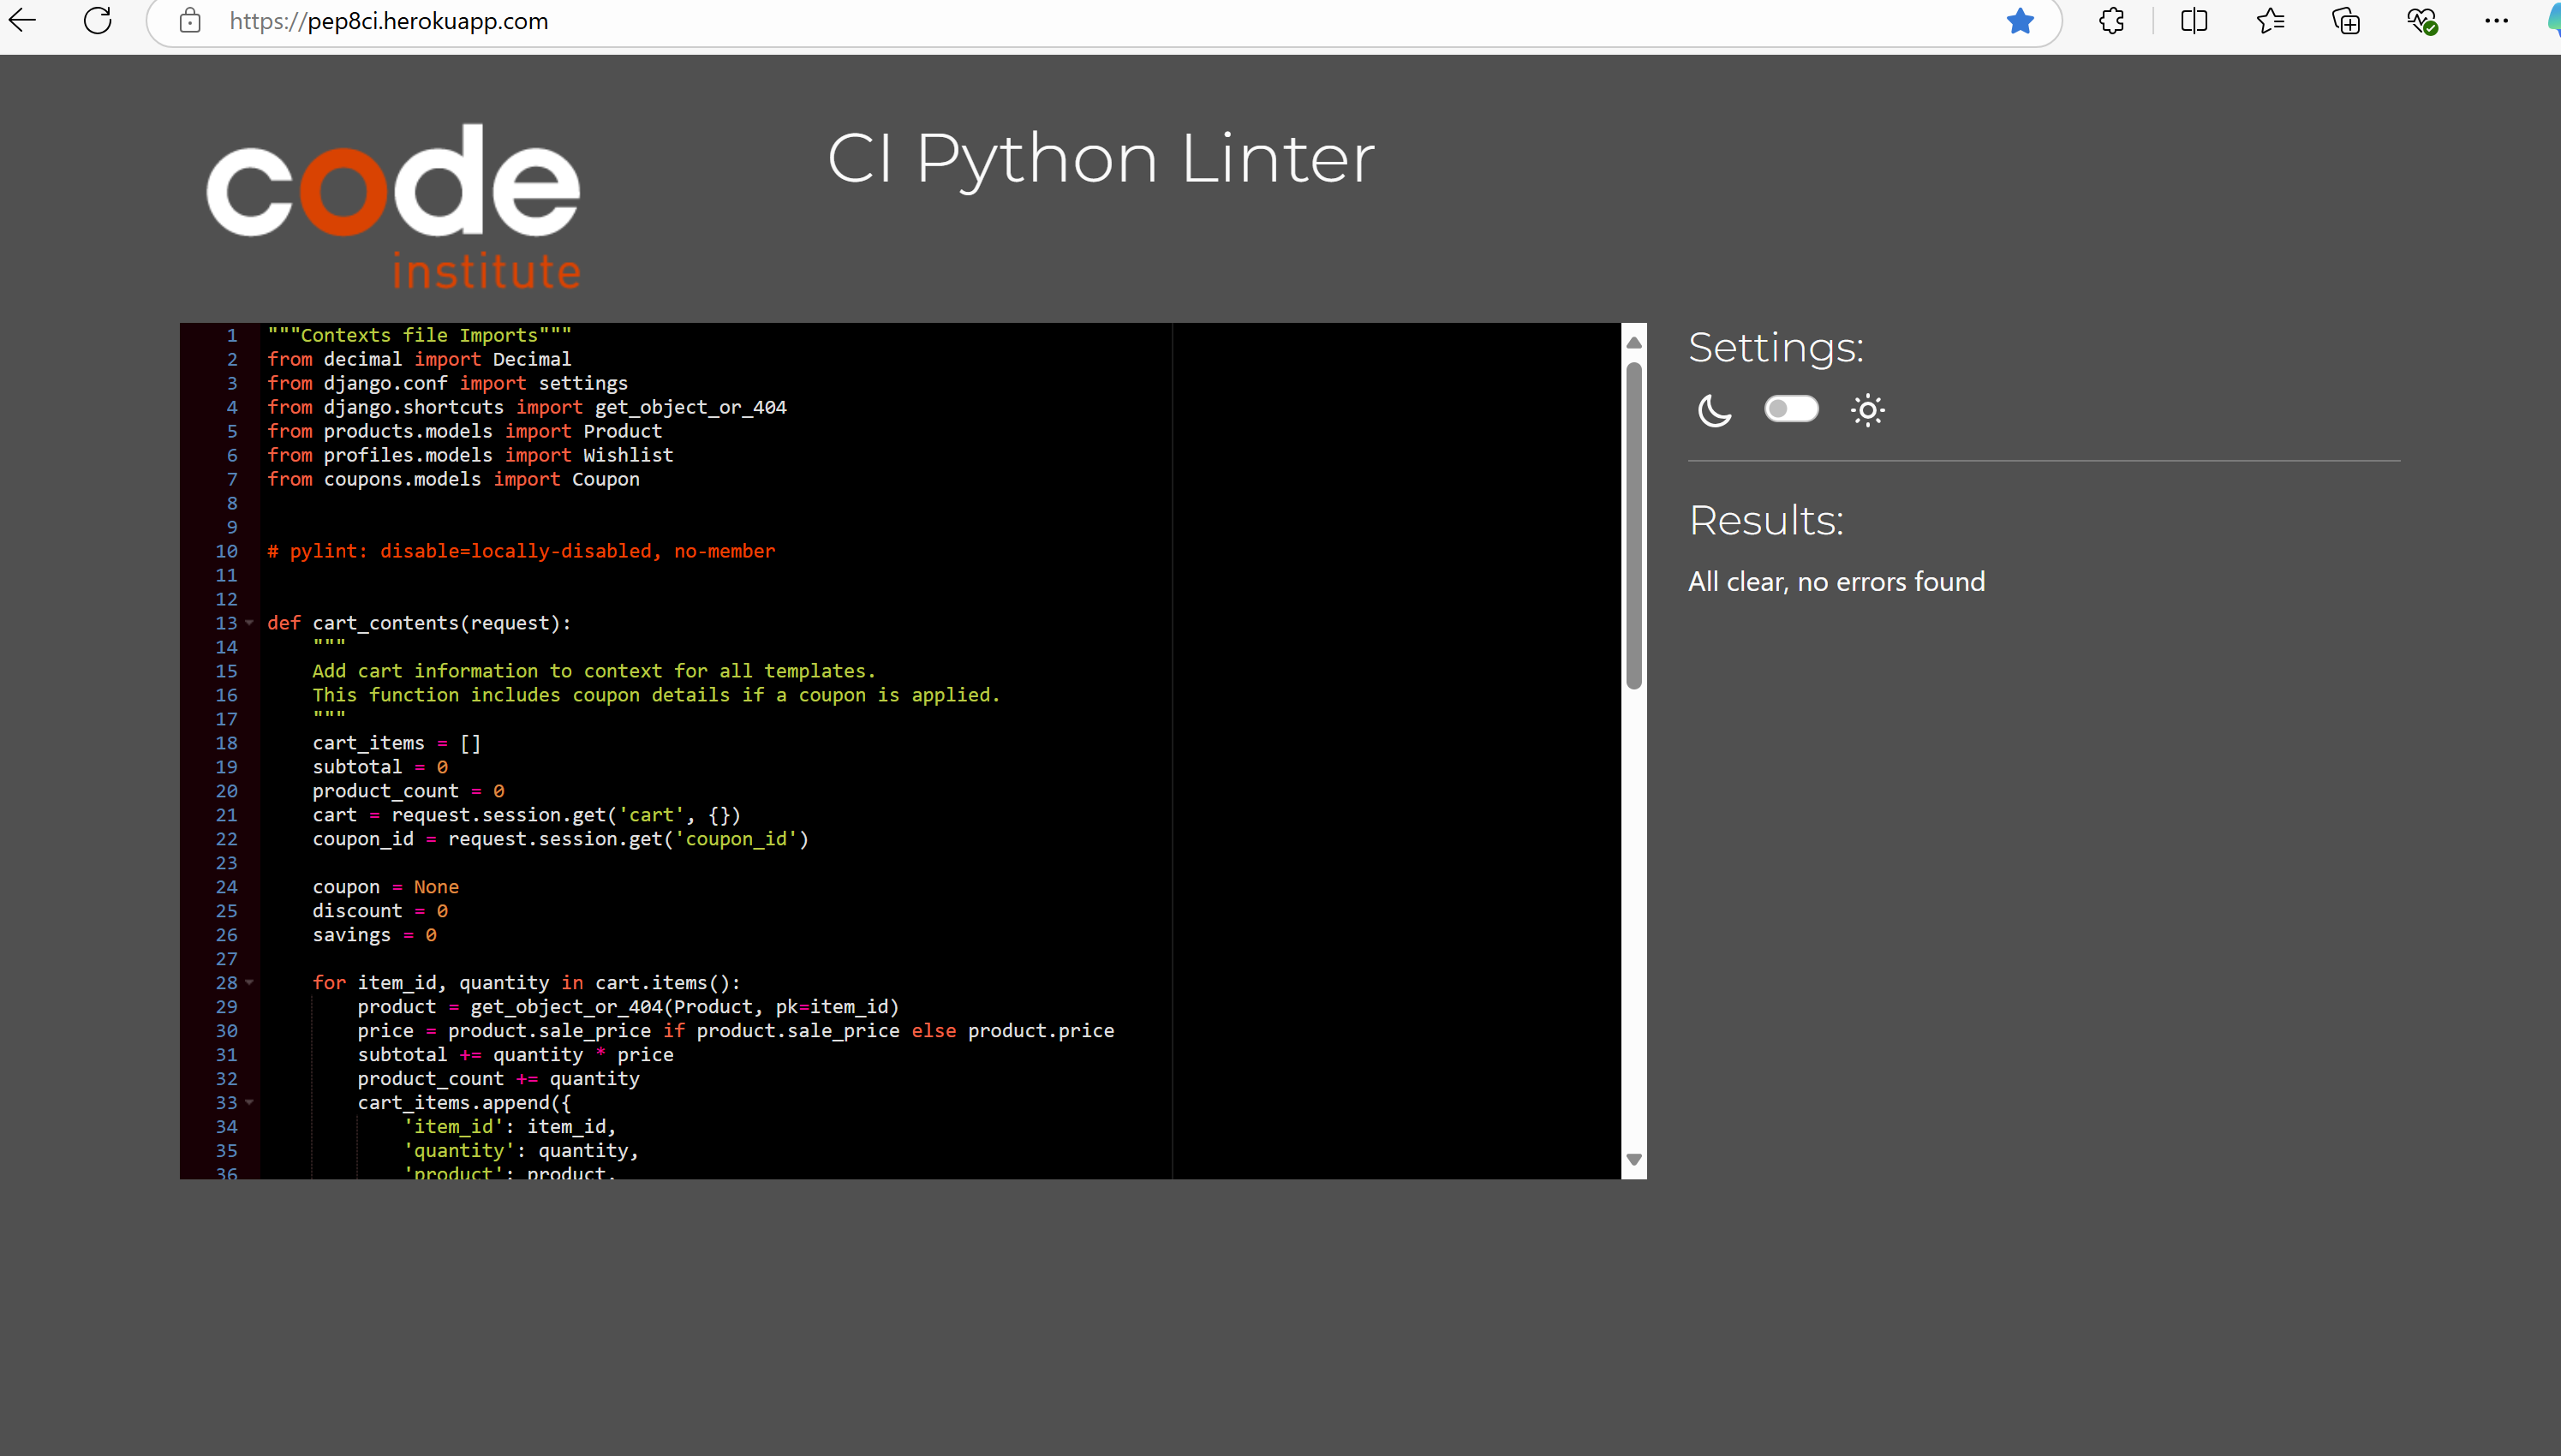 https://pep8ci.herokuapp.com
code
institute
CI Python Linter
1 """Contexts file Imports"""
2 from decimal import Decimal
3 from django.conf import settings
4 from django.shortcuts import get_object_or_404
5 from products.models import Product
6 from profiles.models import Wishlist
7 from coupons.models import Coupon
8
9
10 # pylint: disable=locally-disabled, no-member
11
12
13 def cart_contents(request):
14     """
15     Add cart information to context for all templates.
16     This function includes coupon details if a coupon is applied.
17     """
18     cart_items = []
19     subtotal = 0
20     product_count = 0
21     cart = request.session.get('cart', {})
22     coupon_id = request.session.get('coupon_id')
23
24     coupon = None
25     discount = 0
26     savings = 0
27
28     for item_id, quantity in cart.items():
29         product = get_object_or_404(Product, pk=item_id)
30         price = product.sale_price if product.sale_price else product.price
31         subtotal += quantity * price
32         product_count += quantity
33         cart_items.append({
34             'item_id': item_id,
35             'quantity': quantity,
36             'product': product,
Settings:
Results:
All clear, no errors found